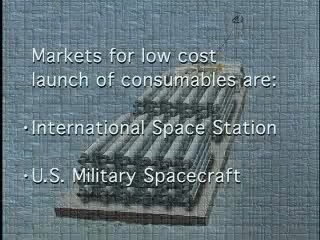 Markets for low cost
launch of consumables are:
·International Space Station
·U.S. Military Spacecraft